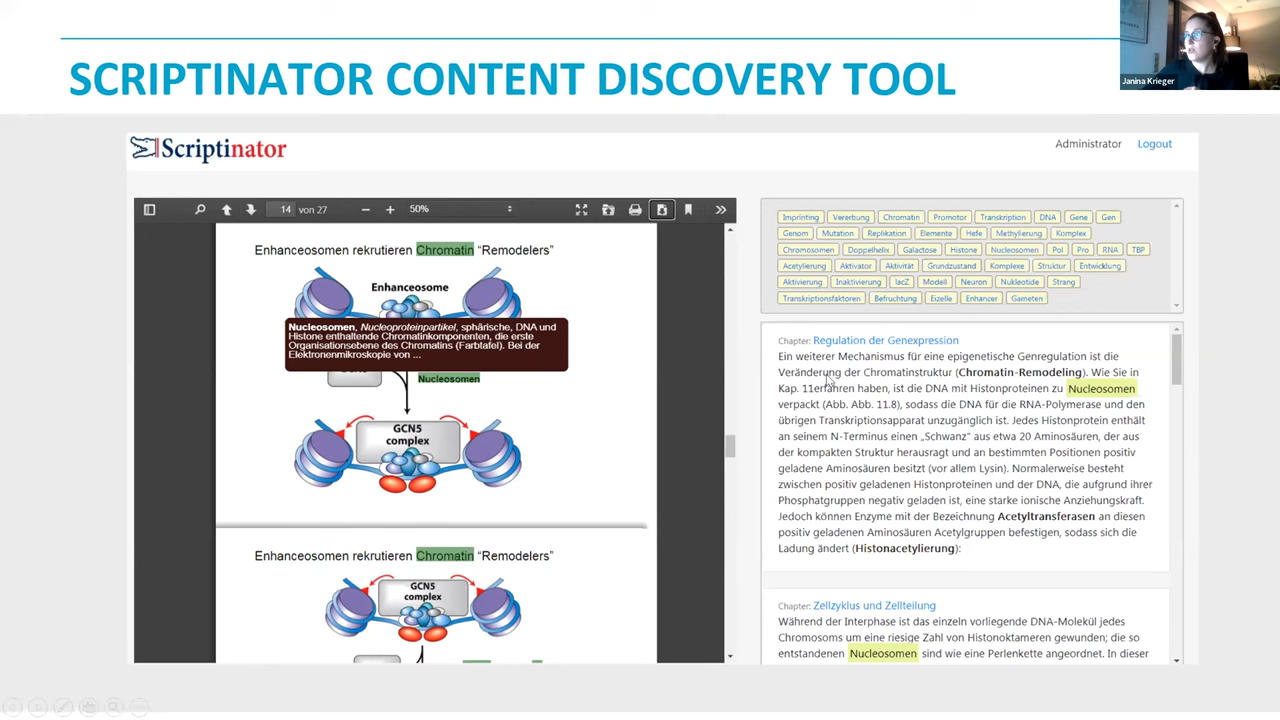 Janina Krieger
SCRIPTINATOR CONTENT DISCOVERY TOOL
Scriptinator
Administrator Logout
14 von 27
50%
Enhanceosomen rekrutieren Chromatin “Remodelers”
Enhanceosome
Nucleosomen, Nucleoproteinpartikel, sphärische, DNA und
Histone enthaltende Chromatinkomponenten, die erste
Organisationsebene des Chromatins (Farbtafel). Bei der
Elektronenmikroskopie von ...
Nucleosomen
GCN5
complex
Enhanceosomen rekrutieren Chromatin “Remodelers”
GCN5
complex
Imprinting Vererbung Chromatin Promotor Transkription DNA Gene Gen
Genom Mutation Replikation Elemente Hefe Methylierung Komplex
Chromosomen Doppelhelix Galactose Histone Nucleosomen Pol Pro RNA TBP
Acetylierung Aktivator Aktivität Grundzustand Komplexe Struktur Entwicklung
Aktivierung Inaktivierung lacZ Modell Neuron Nukleotide Strang
Transkriptionsfaktoren Befruchtung Eizelle Enhancer Gameten
Chapter: Regulation der Genexpression
Ein weiterer Mechanismus für eine epigenetische Genregulation ist die
Veränderung der Chromatinstruktur (Chromatin-Remodeling). Wie Sie in
Kap. 11erfahren haben, ist die DNA mit Histonproteinen zu Nucleosomen
verpackt (Abb. Abb. 11.8), sodass die DNA für die RNA-Polymerase und den
übrigen Transkriptionsapparat unzugänglich ist. Jedes Histonprotein enthält
an seinem N-Terminus einen „Schwanz“ aus etwa 20 Aminosäuren, der aus
der kompakten Struktur herausragt und an bestimmten Positionen positiv
geladene Aminosäuren besitzt (vor allem Lysin). Normalerweise besteht
zwischen positiv geladenen Histonproteinen und der DNA, die aufgrund ihrer
Phosphatgruppen negativ geladen ist, eine starke ionische Anziehungskraft.
Jedoch können Enzyme mit der Bezeichnung Acetyltransferasen an diesen
positiv geladenen Aminosäuren Acetylgruppen befestigen, sodass sich die
Ladung ändert (Histonacetylierung):
Chapter: Zellzyklus und Zellteilung
Während der Interphase ist das einzeln vorliegende DNA-Molekül jedes
Chromosoms um eine riesige Zahl von Histonoktameren gewunden; die so
entstandenen Nucleosomen sind wie eine Perlenkette angeordnet. In dieser